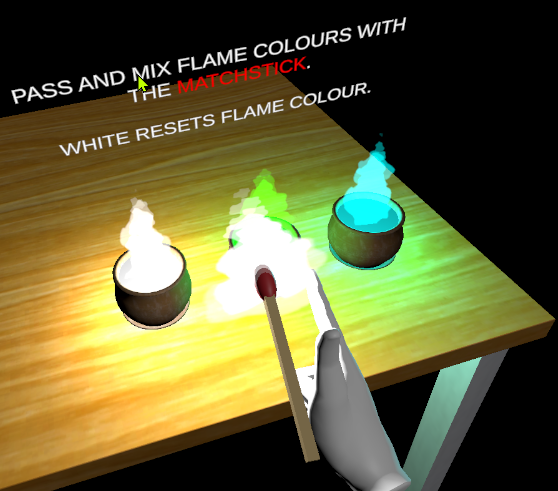 PASS AND MIX FLAME COLOURS WITH
THE MATCHSTICK.
WHITE RESETS FLAME COLOUR.